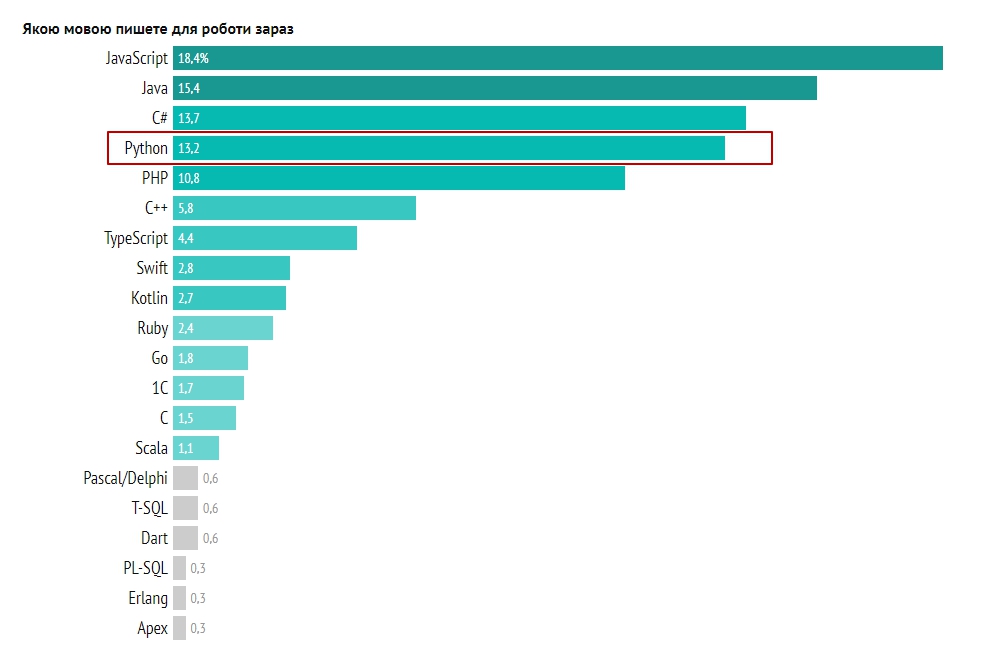 Якою мовою пишете для роботи зараз
JavaScript 18,4%
Java 15,4
C# 13,7
Python 13,2
PHP 10,8
C++ 5,8
TypeScript 4,4
Swift 2,8
Kotlin 2,7
Ruby 2,4
Go 1,8
1C 1,7
C 1,5
Scala 1,1
Pascal/Delphi 0,6
T-SQL 0,6
Dart 0,6
PL-SQL 0,3
Erlang 0,3
Apex 0,3